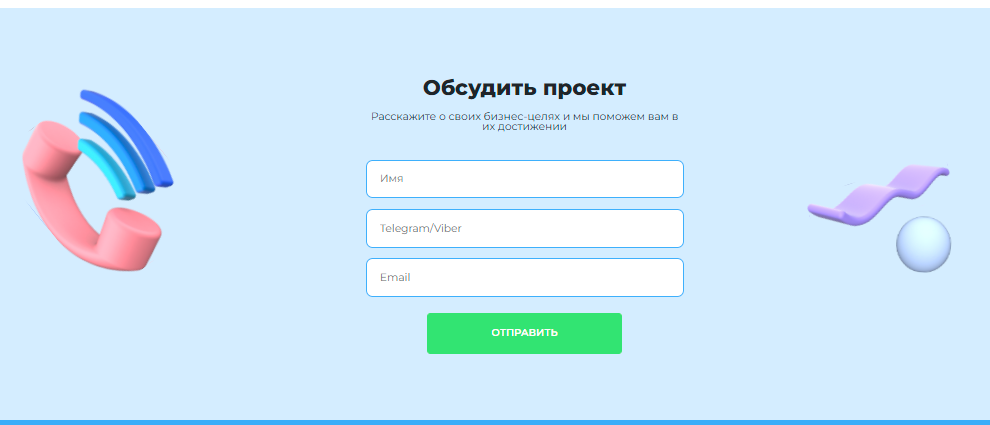 Обсудить проект
Расскажите о своих бизнес-целях и мы поможем вам в
их достижении
Имя
Telegram/Viber
Email
ОТПРАВИТЬ